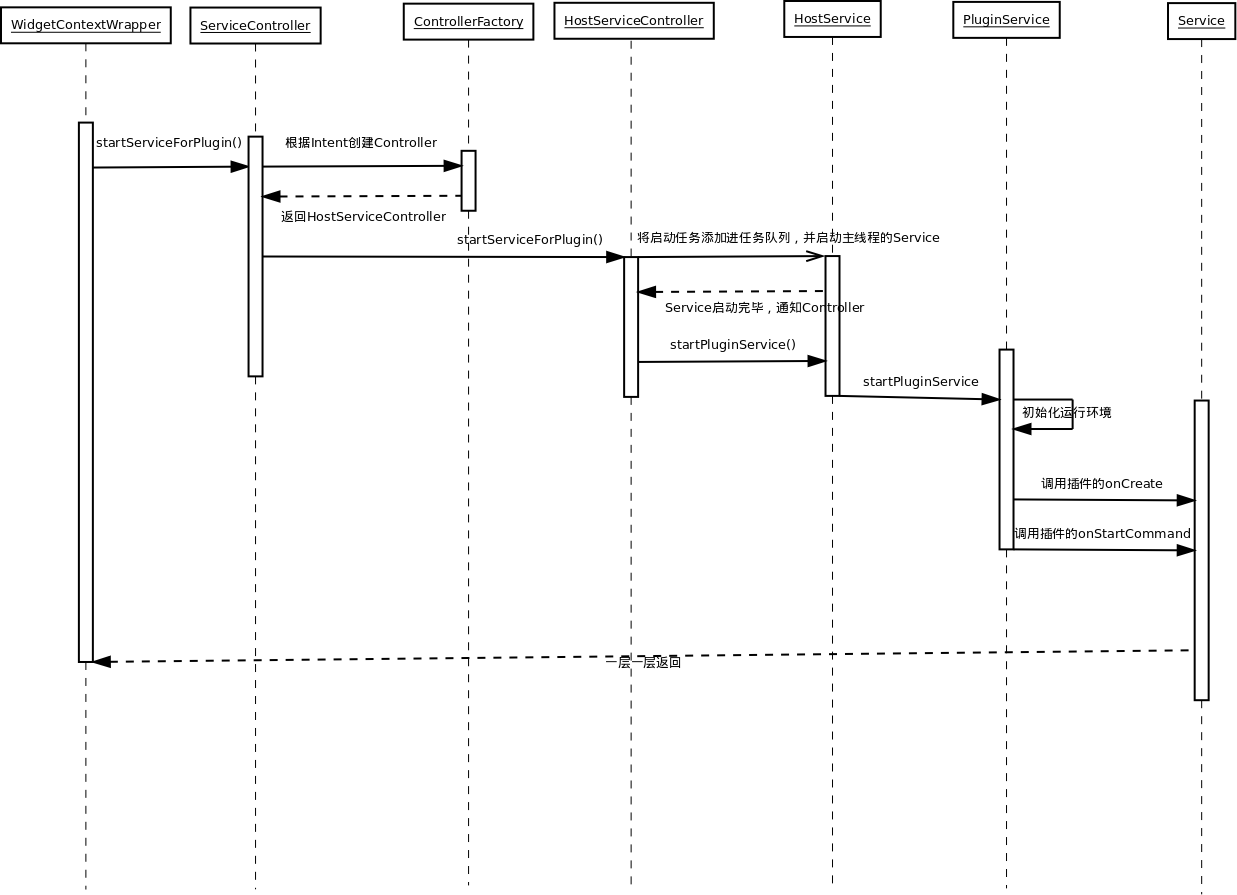 WidgetContextWrapper
ServiceController
ControllerFactory
HostServiceController
HostService
PluginService
Service
startServiceForPlugin()
根据Intent创建Controller
返回HostServiceController
startServiceForPlugin()
将启动任务添加进任务队列，并启动主线程的Service
Service启动完毕，通知Controller
startPluginService()
startPluginService
初始化运行环境
调用插件的onCreate
调用插件的onStartCommand
一层一层返回